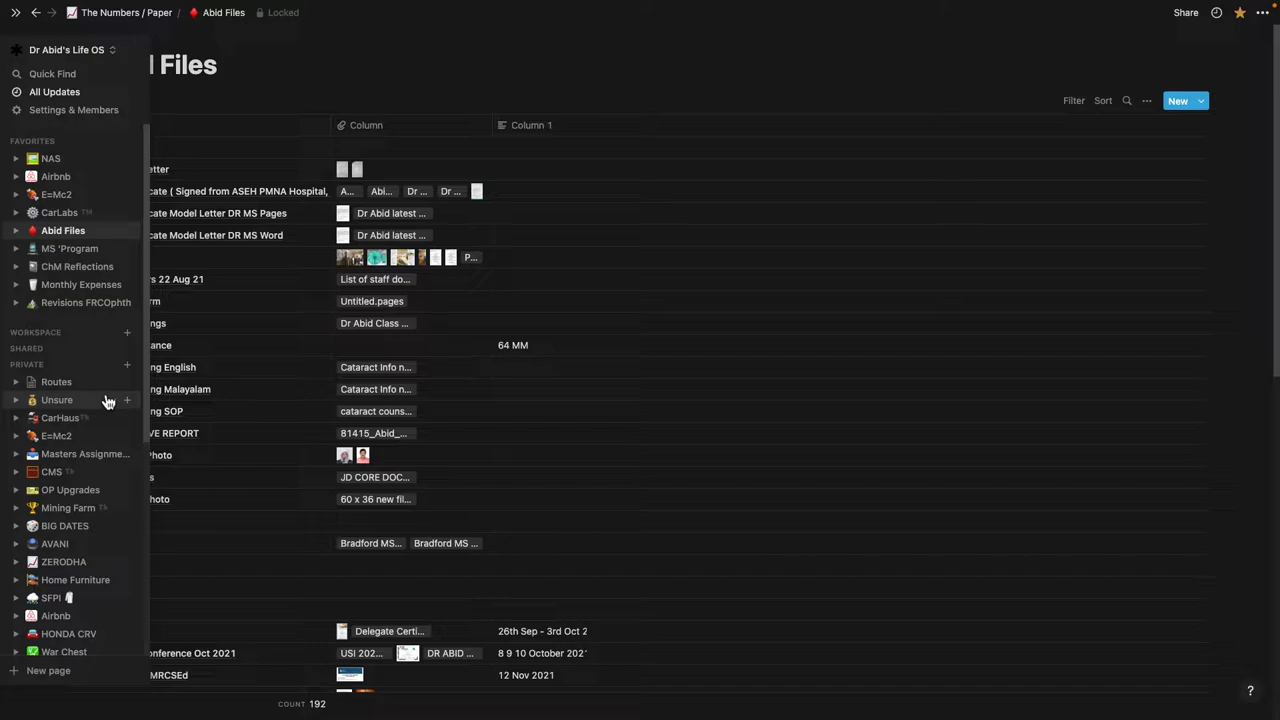 The Numbers / Paper / Abid Files Locked
Share
Dr Abid's Life OS
Quick Find
All Updates
Settings & Members
FAVORITES
NAS
Airbnb
E=Mc2
CarLabs TM
Abid Files
MS 'Program
ChM Reflections
Monthly Expenses
Revisions FRCOphth
WORKSPACE
SHARED
PRIVATE
Routes
Unsure
CarHaus
E=Mc2
Masters Assignme...
CMS
OP Upgrades
Mining Farm
BIG DATES
AVANI
ZERODHA
Home Furniture
SFPI
Airbnb
HONDA CRV
War Chest
New page
l Files
Filter Sort New
Column Column 1
etter
cate ( Signed from ASEH PMNA Hospital, A... Abi... Dr ... Dr ...
cate Model Letter DR MS Pages Dr Abid latest ...
cate Model Letter DR MS Word Dr Abid latest ...
P...
rs 22 Aug 21 List of staff do...
rm Untitled.pages
ngs Dr Abid Class ...
ance 64 MM
ng English Cataract Info n...
ng Malayalam Cataract Info n...
ng SOP cataract couns...
VE REPORT 81415_Abid_...
Photo
s JD CORE DOC...
hoto 60 x 36 new fil...
Bradford MS... Bradford MS ...
Delegate Certi... 26th Sep - 3rd Oct 2
onference Oct 2021 USI 202... DR ABID ... 8 9 10 October 202
MRCSEd 12 Nov 2021
COUNT 192
?